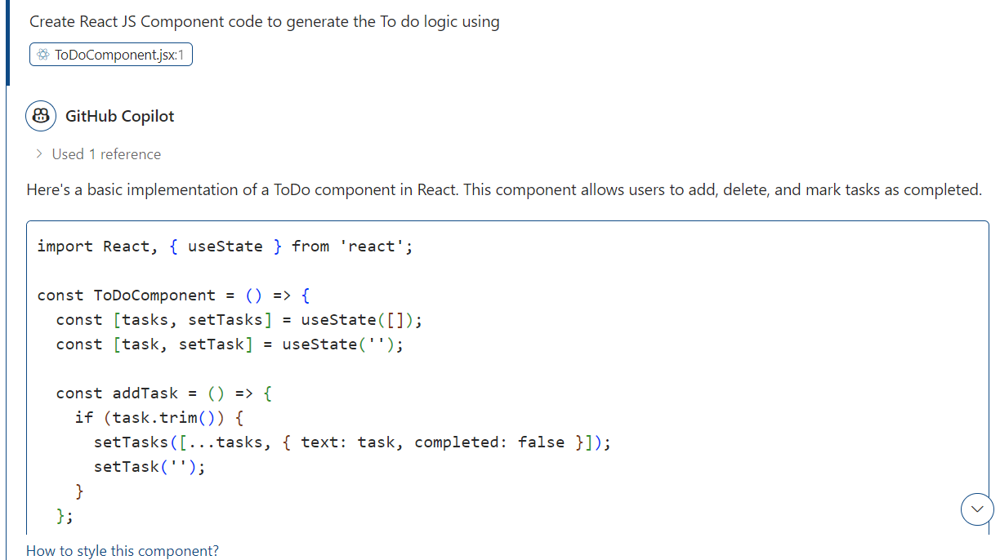 Create React JS Component code to generate the To do logic using
ToDoComponent.jsx:1
GitHub Copilot
> Used 1 reference
Here's a basic implementation of a ToDo component in React. This component allows users to add, delete, and mark tasks as completed.
import React, { useState } from 'react';
const ToDoComponent = () => {
  const [tasks, setTasks] = useState([]);
  const [task, setTask] = useState('');
  const addTask = () => {
    if (task.trim()) {
      setTasks([...tasks, { text: task, completed: false }]);
      setTask('');
    }
  };
How to style this component?